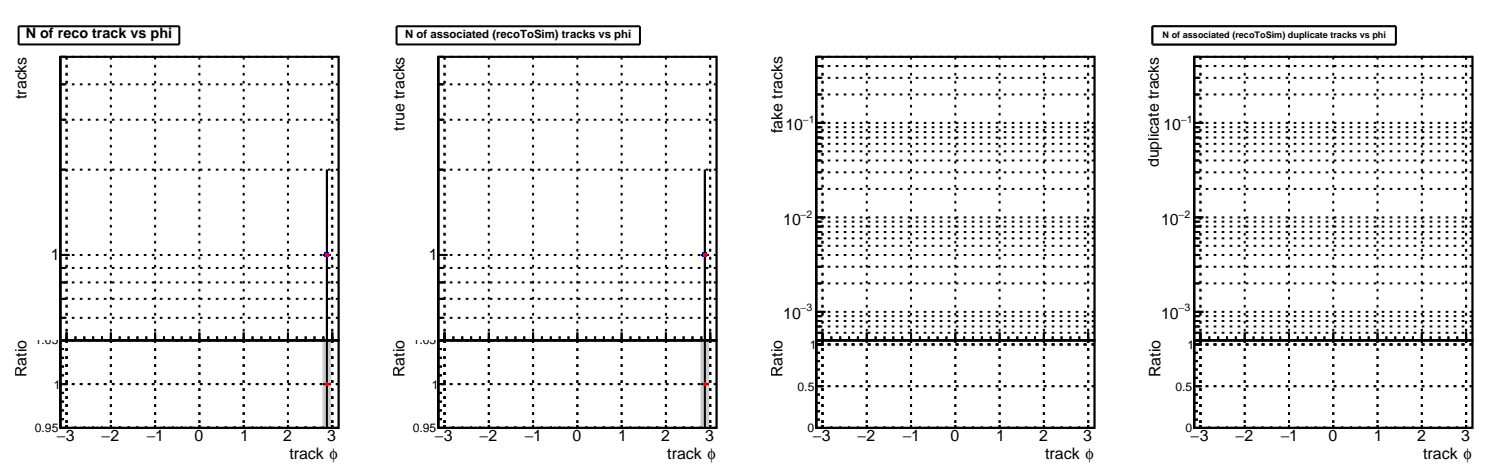 N of reco track vs phi
tracks
1
Ratio
1
0.95
−3 −2 −1 0 1 2 3
track ϕ
N of associated (recoToSim) tracks vs phi
true tracks
1
Ratio
1
0.95
−3 −2 −1 0 1 2 3
track ϕ
fake tracks
10⁻¹
10⁻²
10⁻³
Ratio
1
0.5
0
−3 −2 −1 0 1 2 3
track ϕ
N of associated (recoToSim) duplicate tracks vs phi
duplicate tracks
10⁻¹
10⁻²
10⁻³
Ratio
1
0.5
0
−3 −2 −1 0 1 2 3
track ϕ